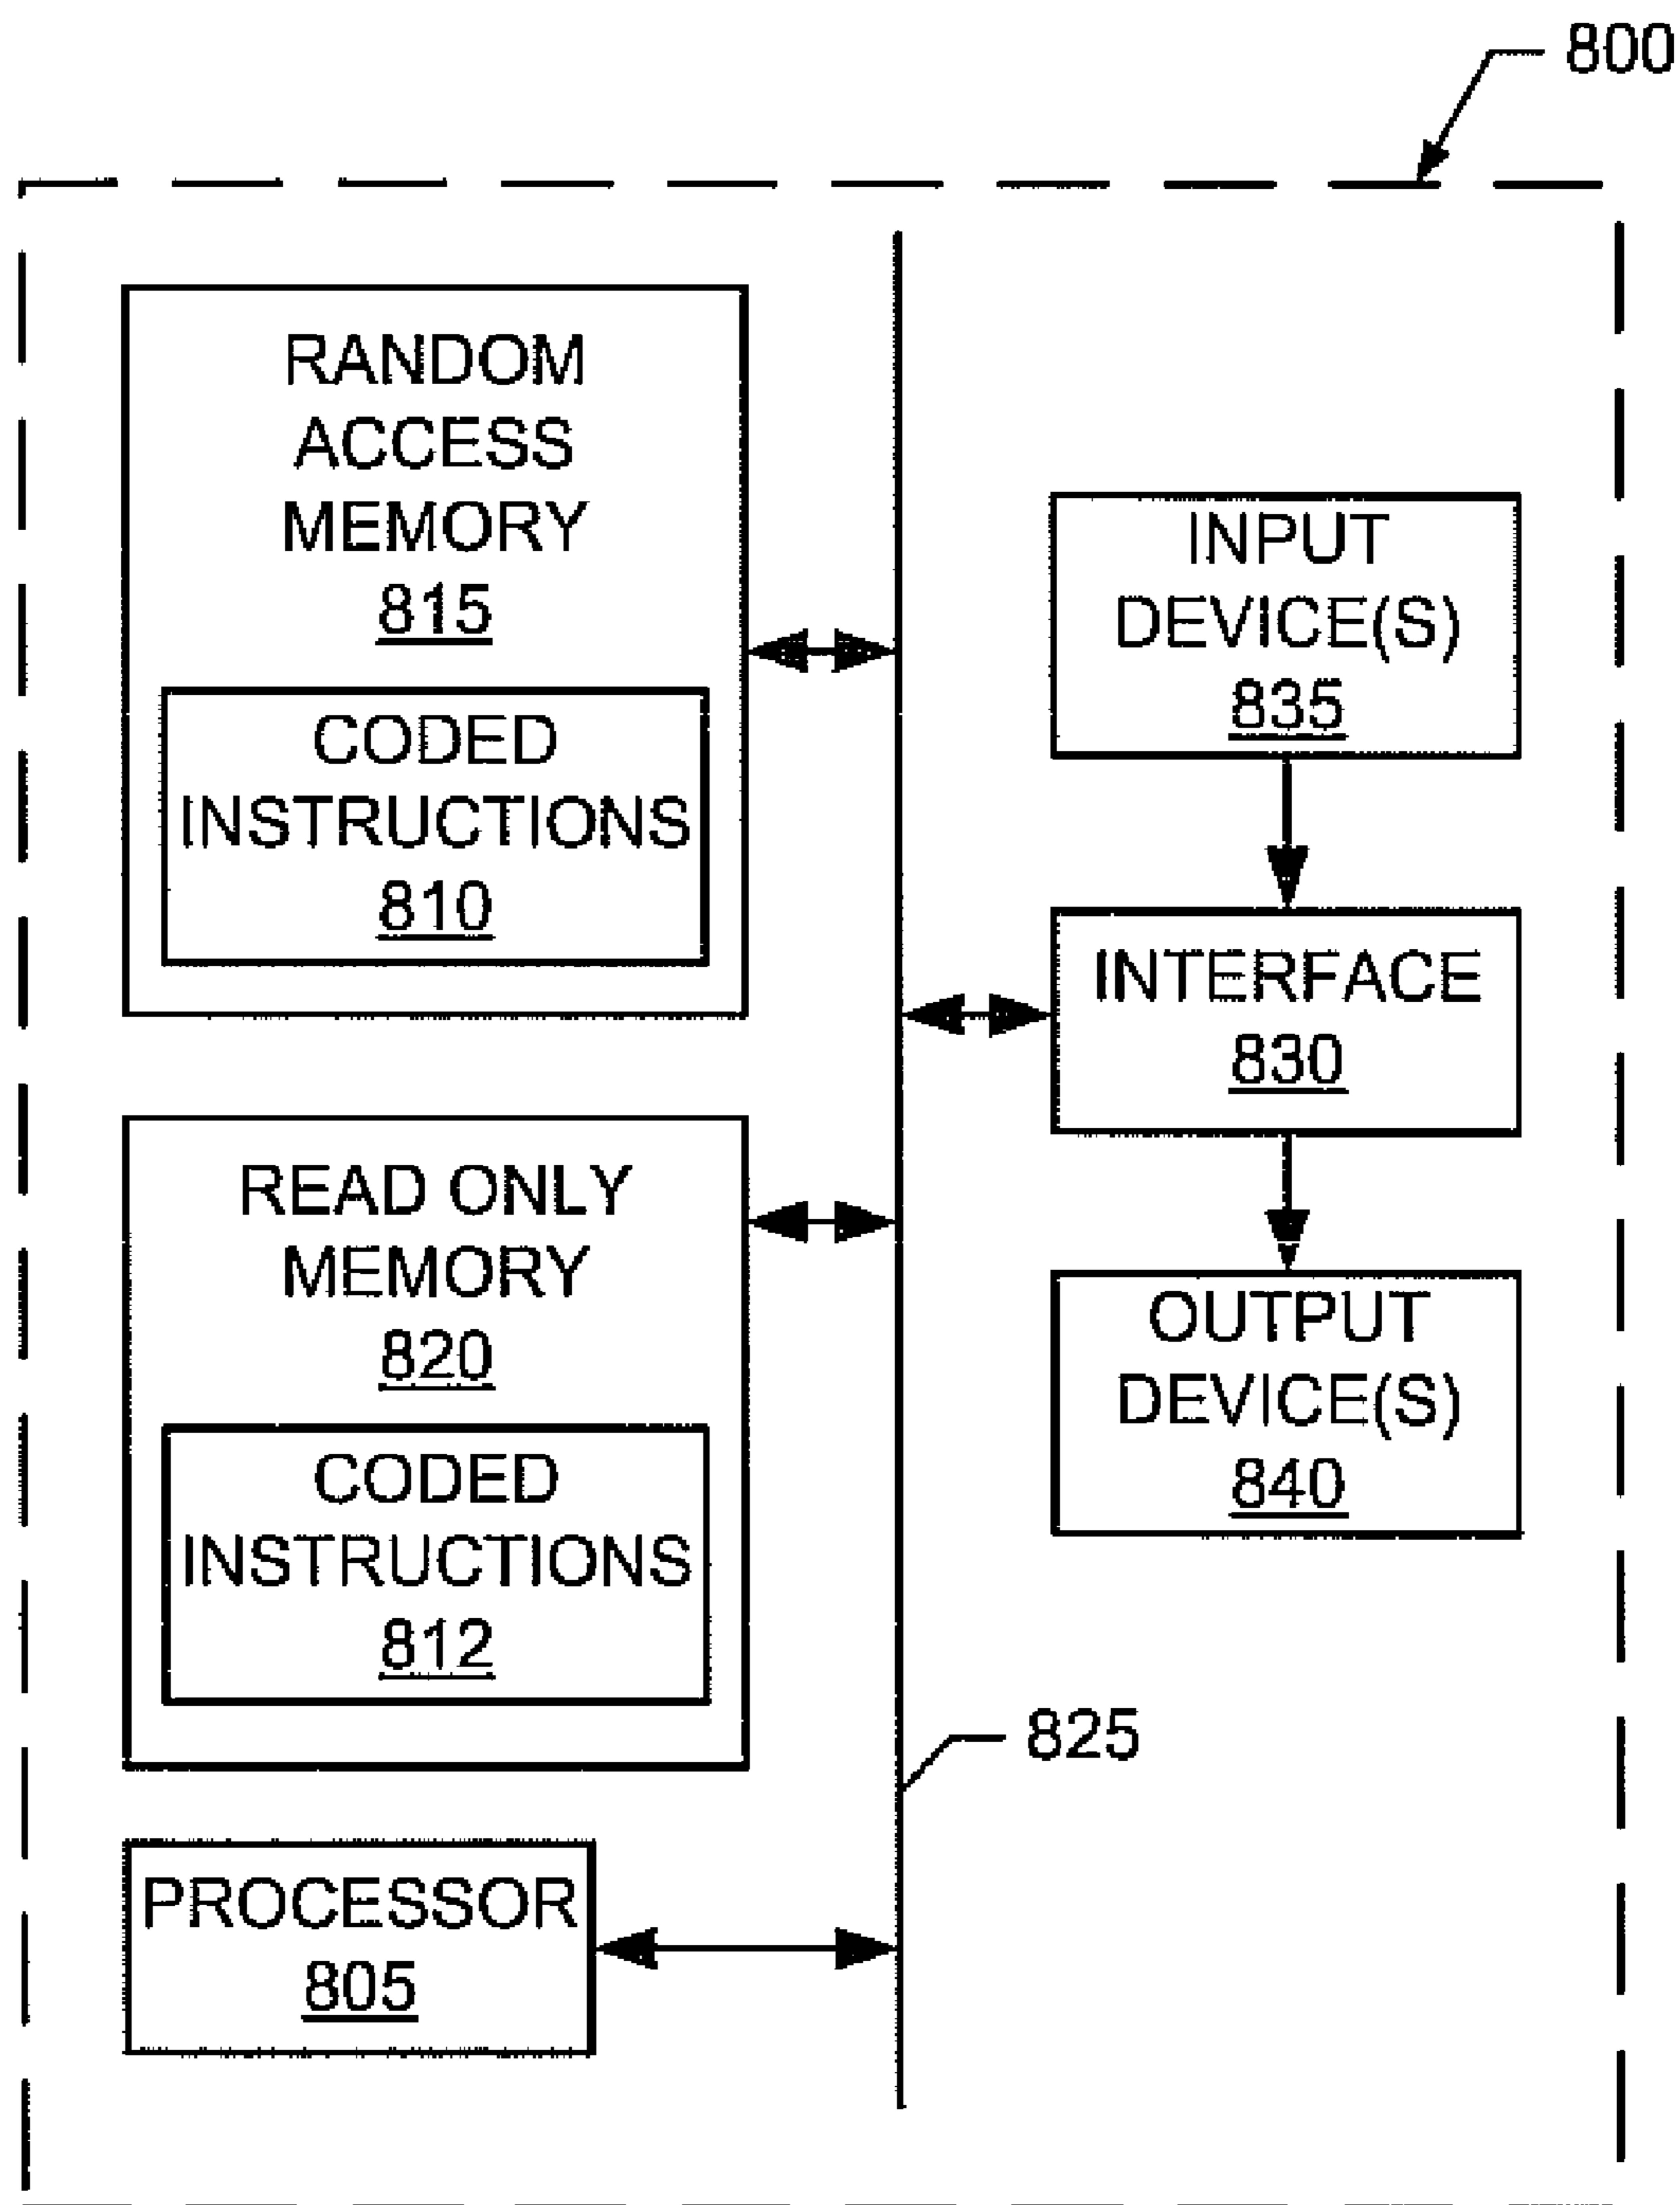 800
RANDOM
ACCESS
MEMORY
815
CODED
INSTRUCTIONS
810
INPUT
DEVICE(S)
835
INTERFACE
830
READ ONLY
MEMORY
820
CODED
INSTRUCTIONS
812
OUTPUT
DEVICE(S)
840
825
PROCESSOR
805